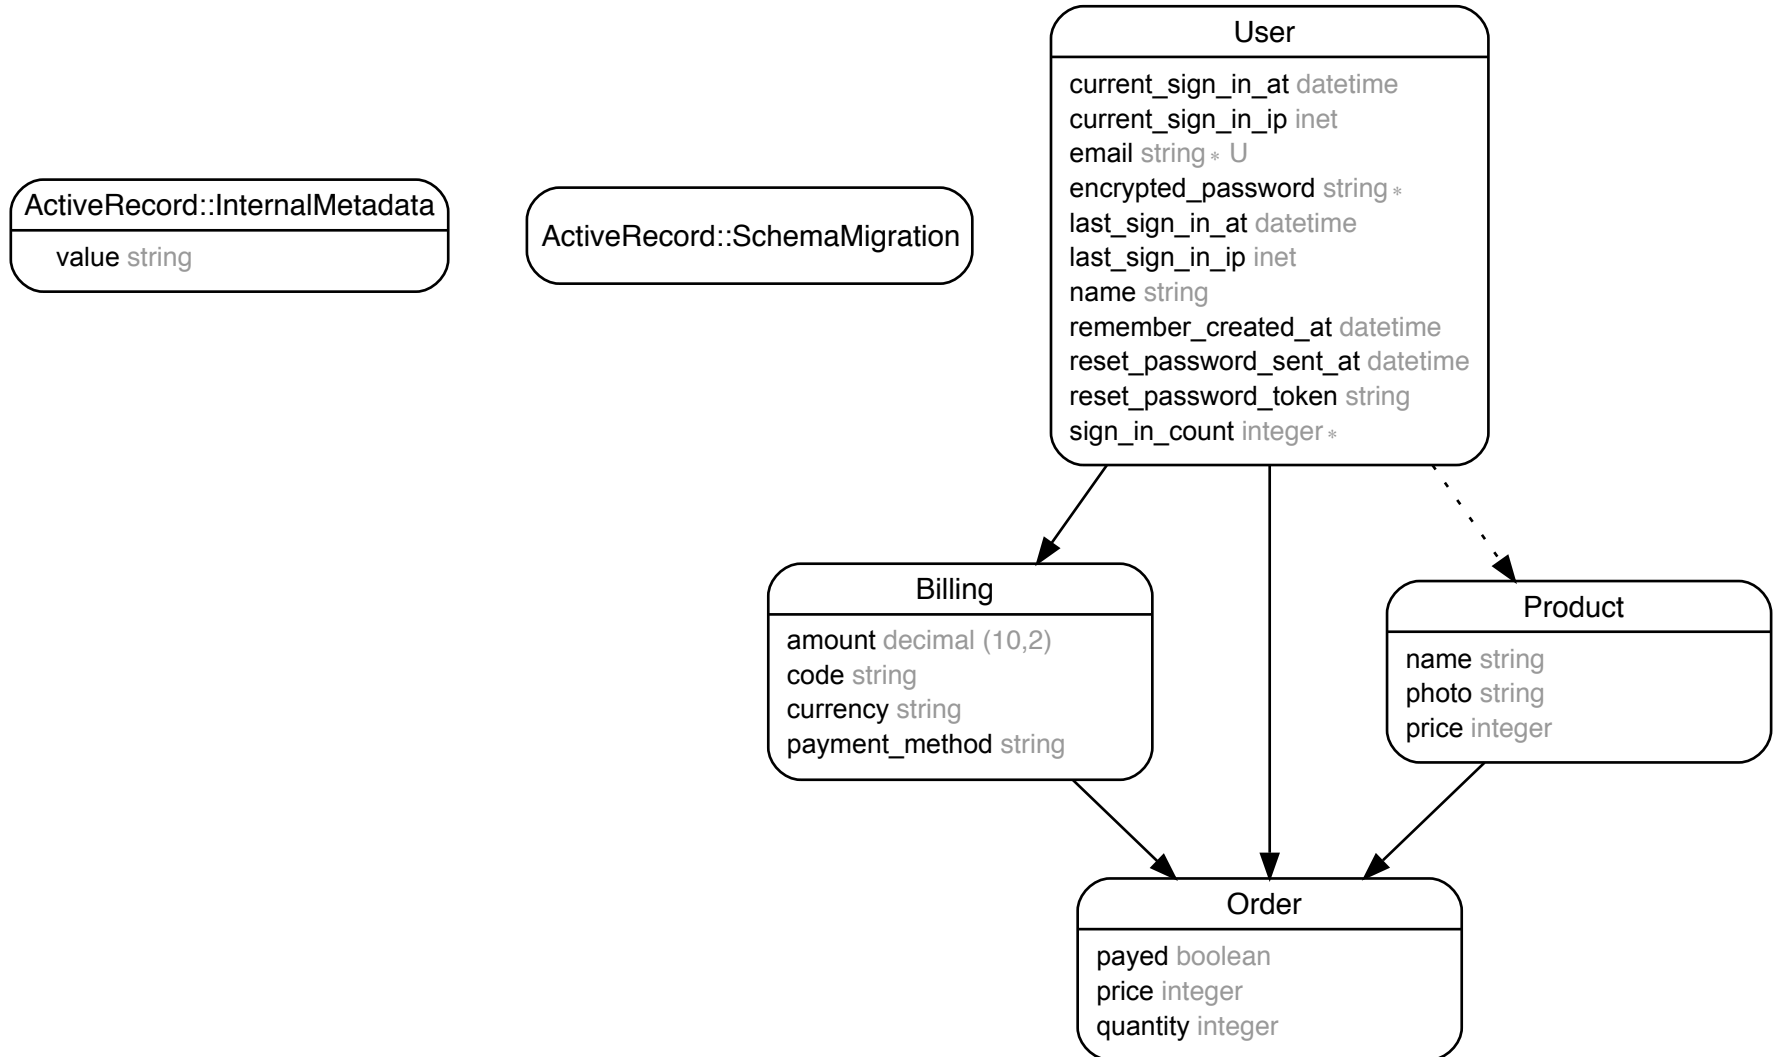 ActiveRecord::InternalMetadata
value string
ActiveRecord::SchemaMigration
User
current_sign_in_at datetime
current_sign_in_ip inet
email string * U
encrypted_password string *
last_sign_in_at datetime
last_sign_in_ip inet
name string
remember_created_at datetime
reset_password_sent_at datetime
reset_password_token string
sign_in_count integer *
Billing
amount decimal (10,2)
code string
currency string
payment_method string
Product
name string
photo string
price integer
Order
payed boolean
price integer
quantity integer